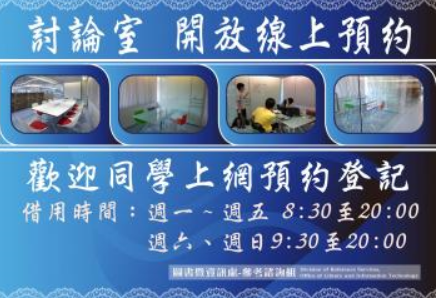 討論室 開放線上預約
歡迎同學上網預約登記
借用時間：週一~週五 8:30至20:00
週六、週日9:30至20:00
圖書暨資訊處-參考諮詢組
Division of Reference Services,
Office of Library and Information Technology